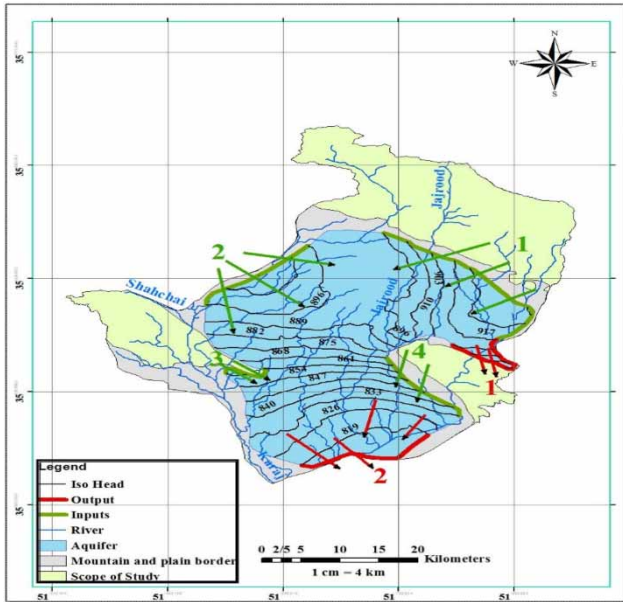 N
W E
S
35
35
35
35
35
Jajrood
Shahchai
Jajrood
Karaj
2
1
3
4
1
2
903
910
896
917
896
889
882
875
868
861
854
847
840
833
826
819
Legend
Iso Head
Output
Inputs
River
Aquifer
Mountain and plain border
Scope of Study
0 2/5 5 10 15 20
Kilometers
1 cm = 4 km
51 51 51 51 51